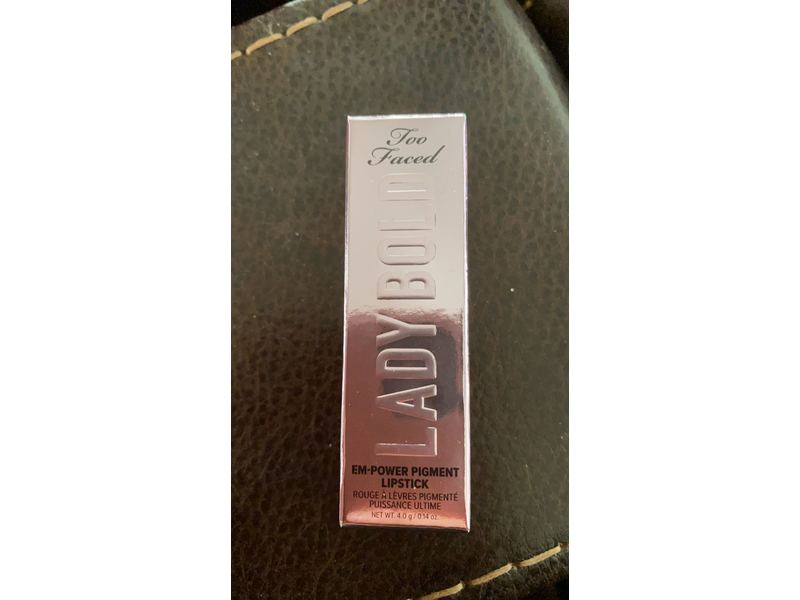 Too
Faced
LADY BOLD
EM-POWER PIGMENT
LIPSTICK
ROUGE À LÈVRES PIGMENTÉ
PUISSANCE ULTIME
NET WT. 4.0 g / 0.14 oz.